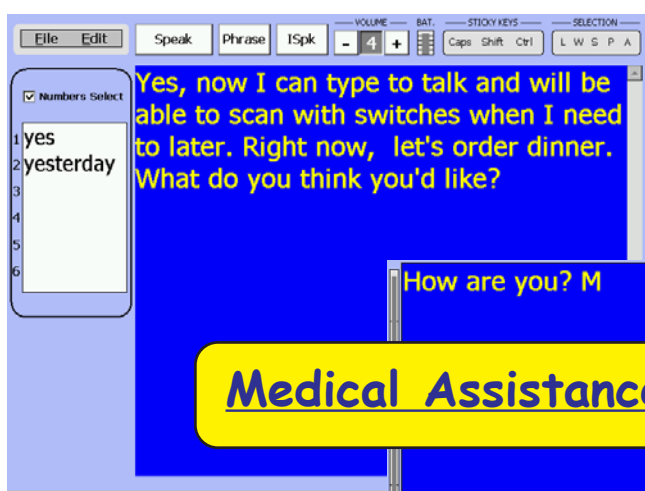 File Edit Speak Phrase ISpk VOLUME - 4 + BAT. STICKY KEYS Caps Shift Ctrl SELECTION L W S P A
Numbers Select
1 yes
2 yesterday
3
4
5
6
Yes, now I can type to talk and will be
able to scan with switches when I need
to later. Right now, let's order dinner.
What do you think you'd like?
How are you? M
Medical Assistanc